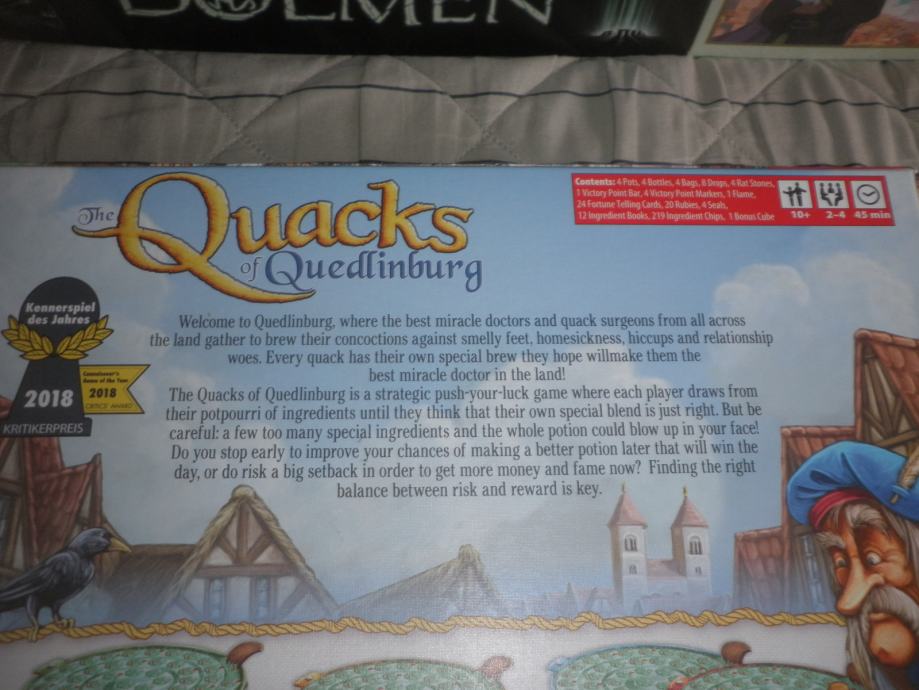 DOLMEN
The Quacks
of Quedlinburg
Contents: 4 Pots, 4 Bottles, 4 Bags, 8 Drops, 4 Rat Stones,
1 Victory Point Bar, 4 Victory Point Markers, 1 Flame,
24 Fortune Telling Cards, 20 Rubies, 4 Seals,
12 Ingredient Books, 219 Ingredient Chips, 1 Bonus Cube
10+ 2-4 45 min
Kennerspiel
des Jahres
2018
KRITIKERPREIS
Connoisseur's
Game of the Year
2018
CRITICS' AWARD
Welcome to Quedlinburg, where the best miracle doctors and quack surgeons from all across
the land gather to brew their concoctions against smelly feet, homesickness, hiccups and relationship
woes. Every quack has their own special brew they hope willmake them the
best miracle doctor in the land!
The Quacks of Quedlinburg is a strategic push-your-luck game where each player draws from
their potpourri of ingredients until they think that their own special blend is just right. But be
careful: a few too many special ingredients and the whole potion could blow up in your face!
Do you stop early to improve your chances of making a better potion later that will win the
day, or do risk a big setback in order to get more money and fame now? Finding the right
balance between risk and reward is key.